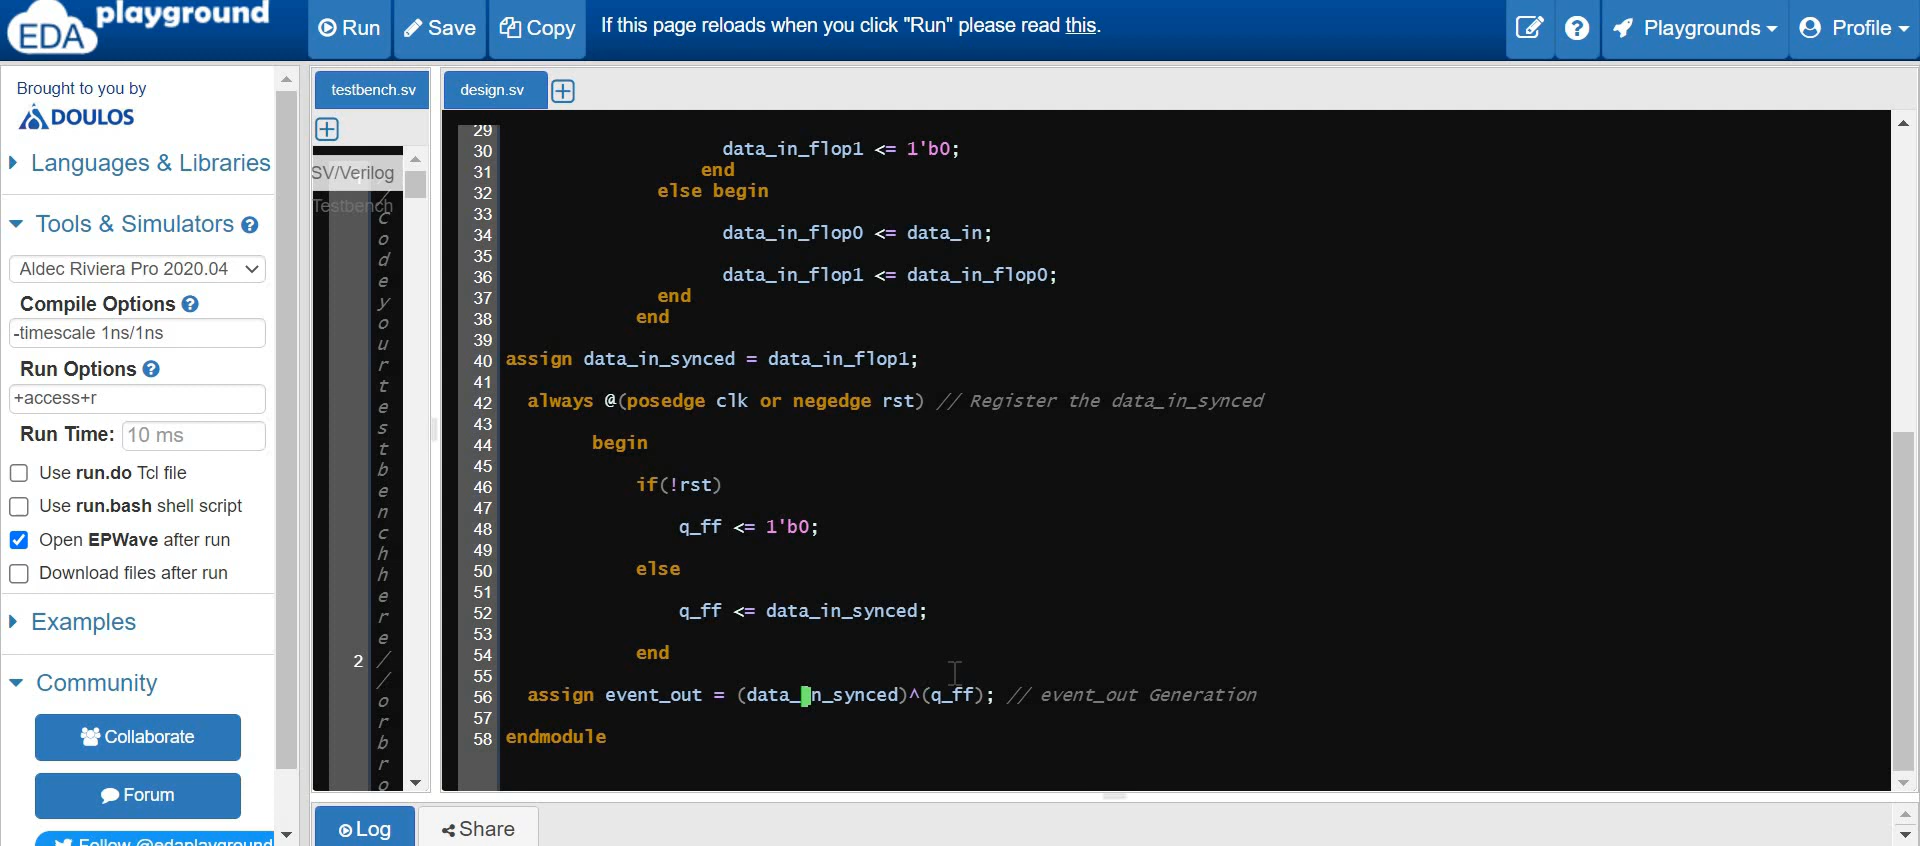 EDA playground
Run
Save
Copy
If this page reloads when you click "Run" please read this.
Playgrounds
Profile
Brought to you by
DOULOS
Languages & Libraries
Tools & Simulators
Aldec Riviera Pro 2020.04
Compile Options
-timescale 1ns/1ns
Run Options
+access+r
Run Time: 10 ms
Use run.do Tcl file
Use run.bash shell script
Open EPWave after run
Download files after run
Examples
Community
Collaborate
Forum
Follow @edaplayground
testbench.sv
SV/Verilog
Testbench
/
C
o
d
e
y
o
u
r
t
e
s
t
b
e
n
c
h
h
e
r
e
2 /
/
o
r
b
r
o
design.sv
29
30 data_in_flop1 <= 1'b0;
31 end
32 else begin
33
34 data_in_flop0 <= data_in;
35
36 data_in_flop1 <= data_in_flop0;
37 end
38 end
39
40 assign data_in_synced = data_in_flop1;
41
42 always @(posedge clk or negedge rst) // Register the data_in_synced
43
44 begin
45
46 if(!rst)
47
48 q_ff <= 1'b0;
49
50 else
51
52 q_ff <= data_in_synced;
53
54 end
55
56 assign event_out = (data_in_synced)^(q_ff); // event_out Generation
57
58 endmodule
Log
Share